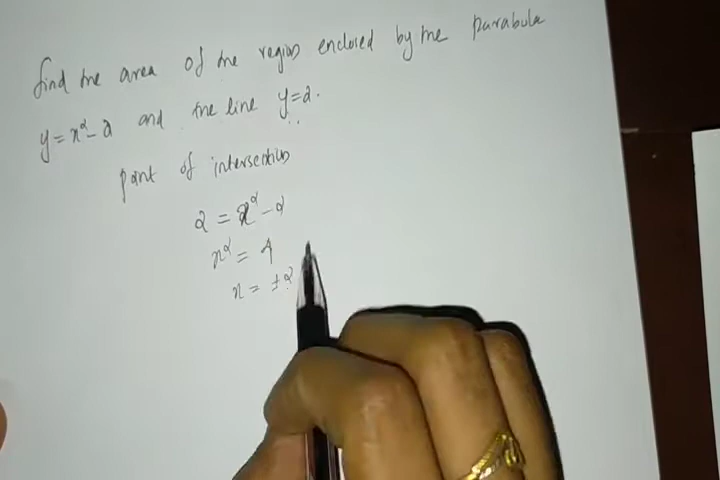 find the area of the region enclosed by the parabola
y = x² - 2 and the line y = 2.
point of intersection
2 = x² - 2
x² = 4
x = ±2